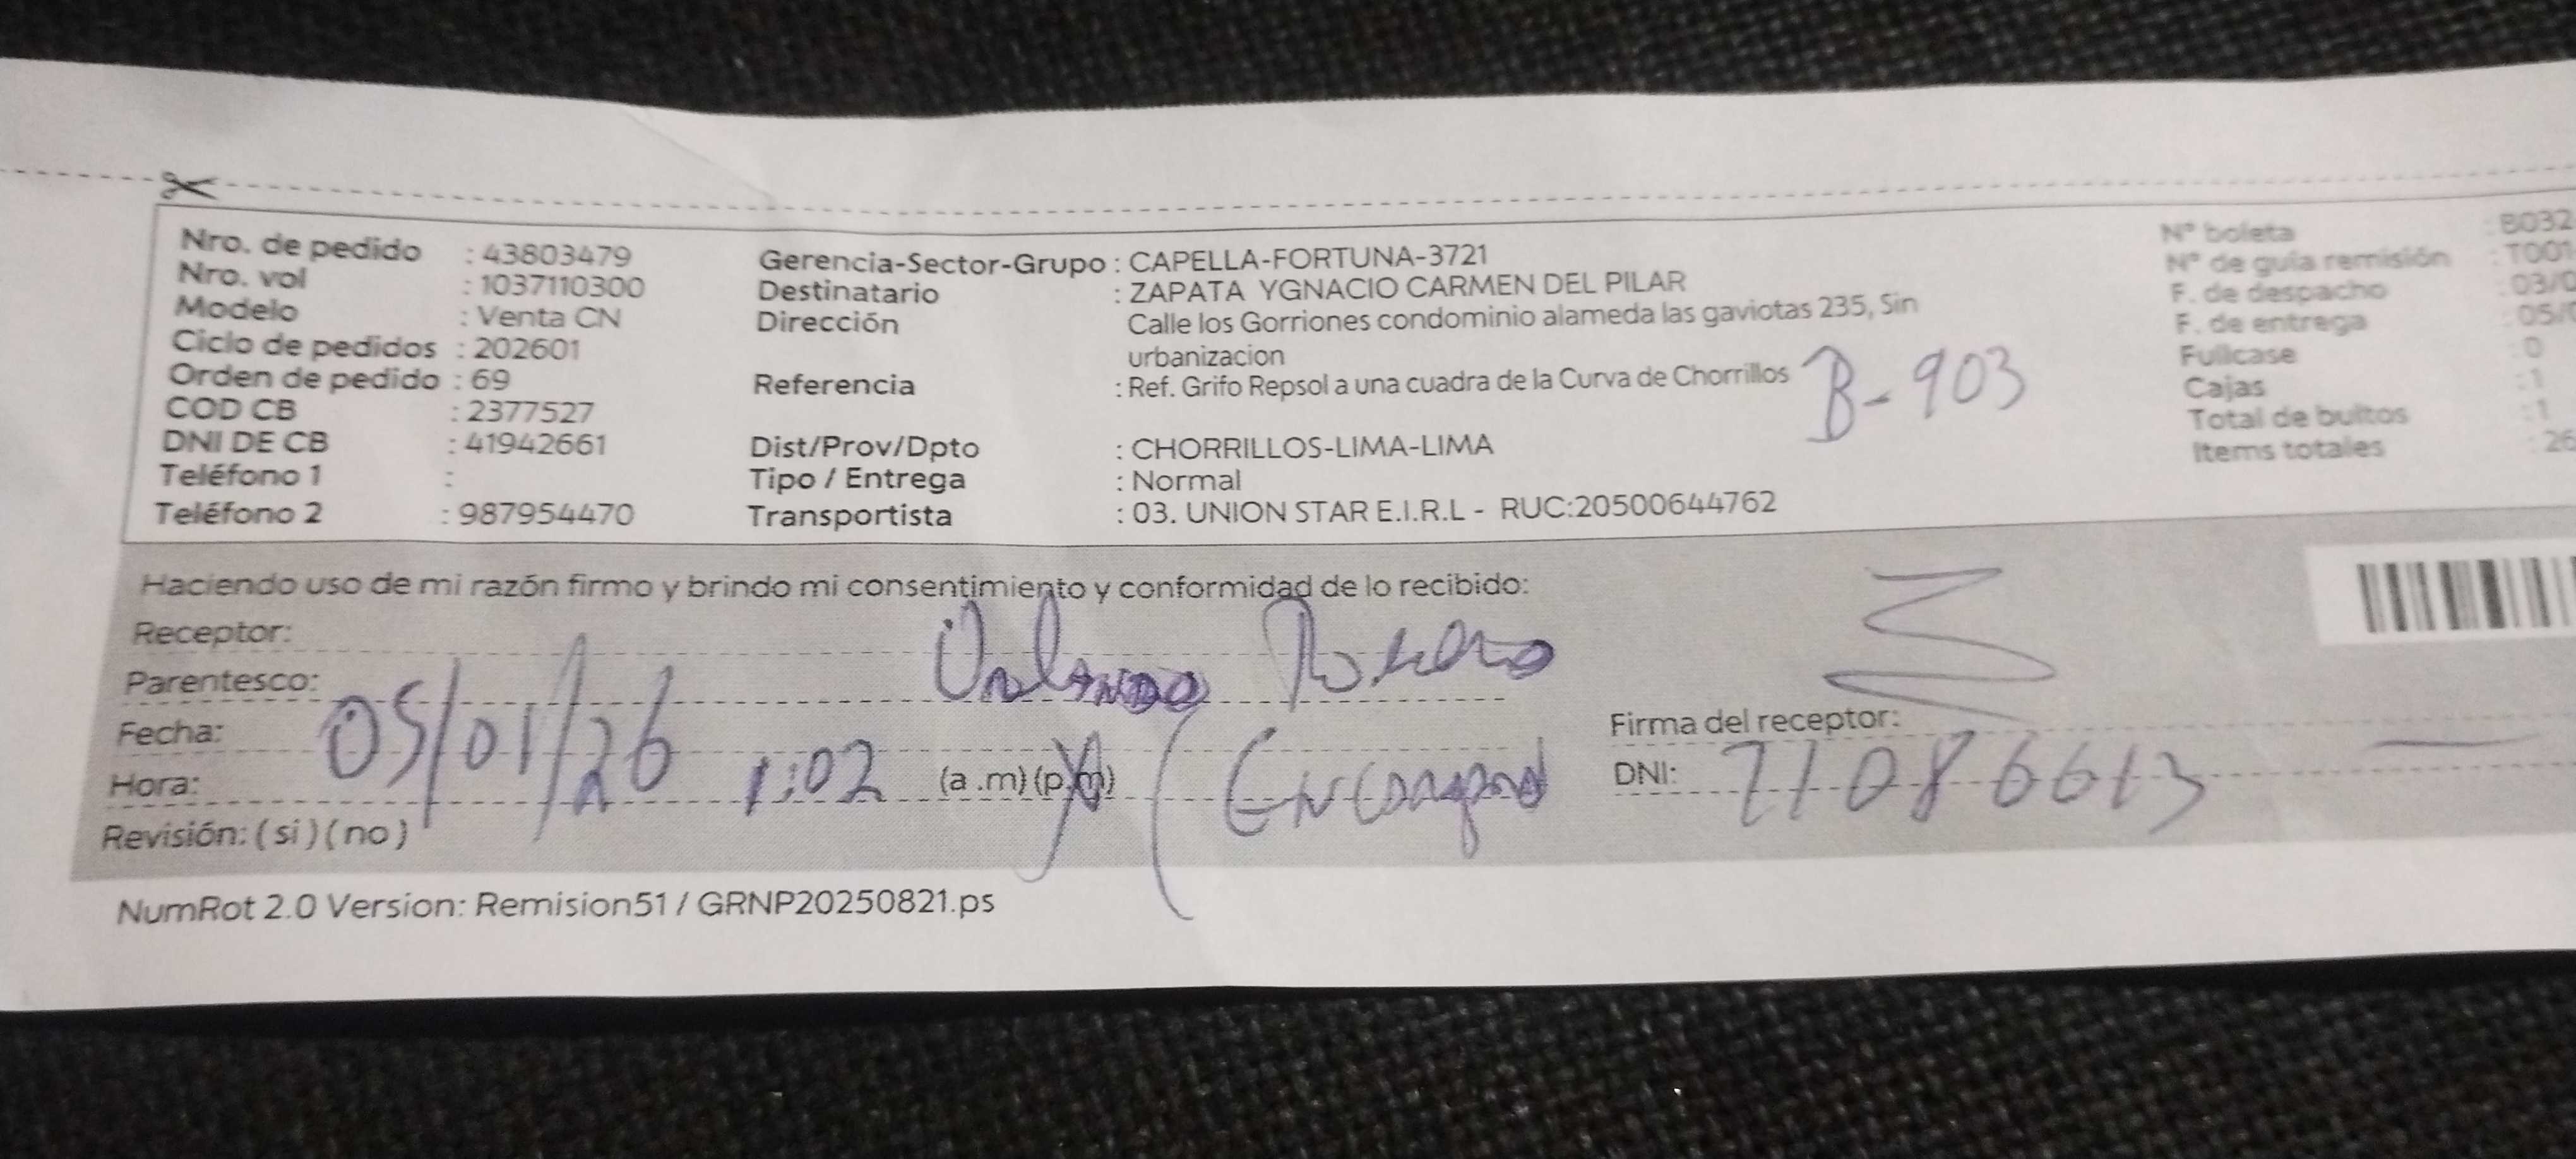 Nro. de pedido : 43803479
Nro. vol : 1037110300
Modelo : Venta CN
Ciclo de pedidos : 202601
Orden de pedido : 69
COD CB : 2377527
DNI DE CB : 41942661
Teléfono 1 :
Teléfono 2 : 987954470
Gerencia-Sector-Grupo : CAPELLA-FORTUNA-3721
Destinatario : ZAPATA YGNACIO CARMEN DEL PILAR
Dirección Calle los Gorriones condominio alameda las gaviotas 235, Sin
urbanizacion
Referencia : Ref. Grifo Repsol a una cuadra de la Curva de Chorrillos
B-903
Dist/Prov/Dpto : CHORRILLOS-LIMA-LIMA
Tipo / Entrega : Normal
Transportista : 03. UNION STAR E.I.R.L - RUC:20500644762
Nº boleta : B032
Nº de guía remisión : T001
F. de despacho : 03/0
F. de entrega : 05/0
Fullcase : 0
Cajas : 1
Total de bultos : 1
Items totales : 26
Haciendo uso de mi razón firmo y brindo mi consentimiento y conformidad de lo recibido:
Receptor:
Parentesco:
Fecha: 05/01/26
Hora: 1:02 (a.m) (p.m)
Revisión: ( si ) ( no )
Firma del receptor:
DNI: 71086613
NumRot 2.0 Version: Remision51 / GRNP20250821.ps